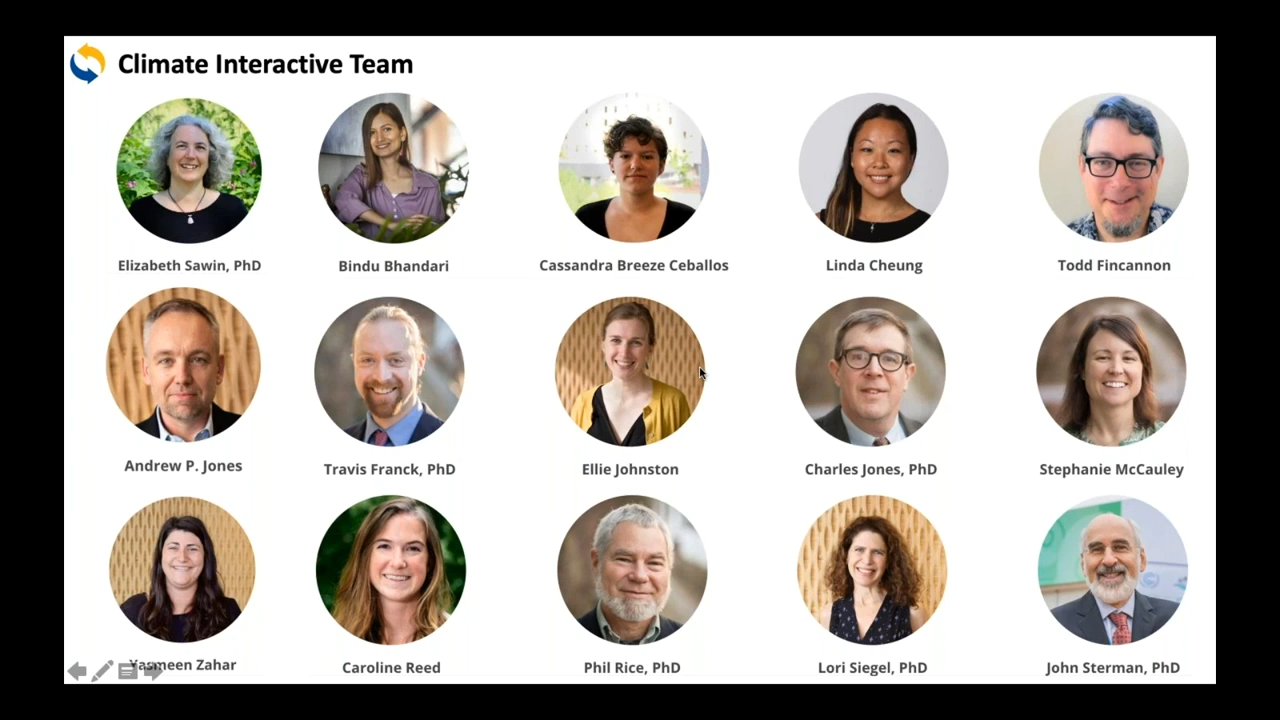 Climate Interactive Team
Elizabeth Sawin, PhD
Bindu Bhandari
Cassandra Breeze Ceballos
Linda Cheung
Todd Fincannon
Andrew P. Jones
Travis Franck, PhD
Ellie Johnston
Charles Jones, PhD
Stephanie McCauley
Yasmeen Zahar
Caroline Reed
Phil Rice, PhD
Lori Siegel, PhD
John Sterman, PhD